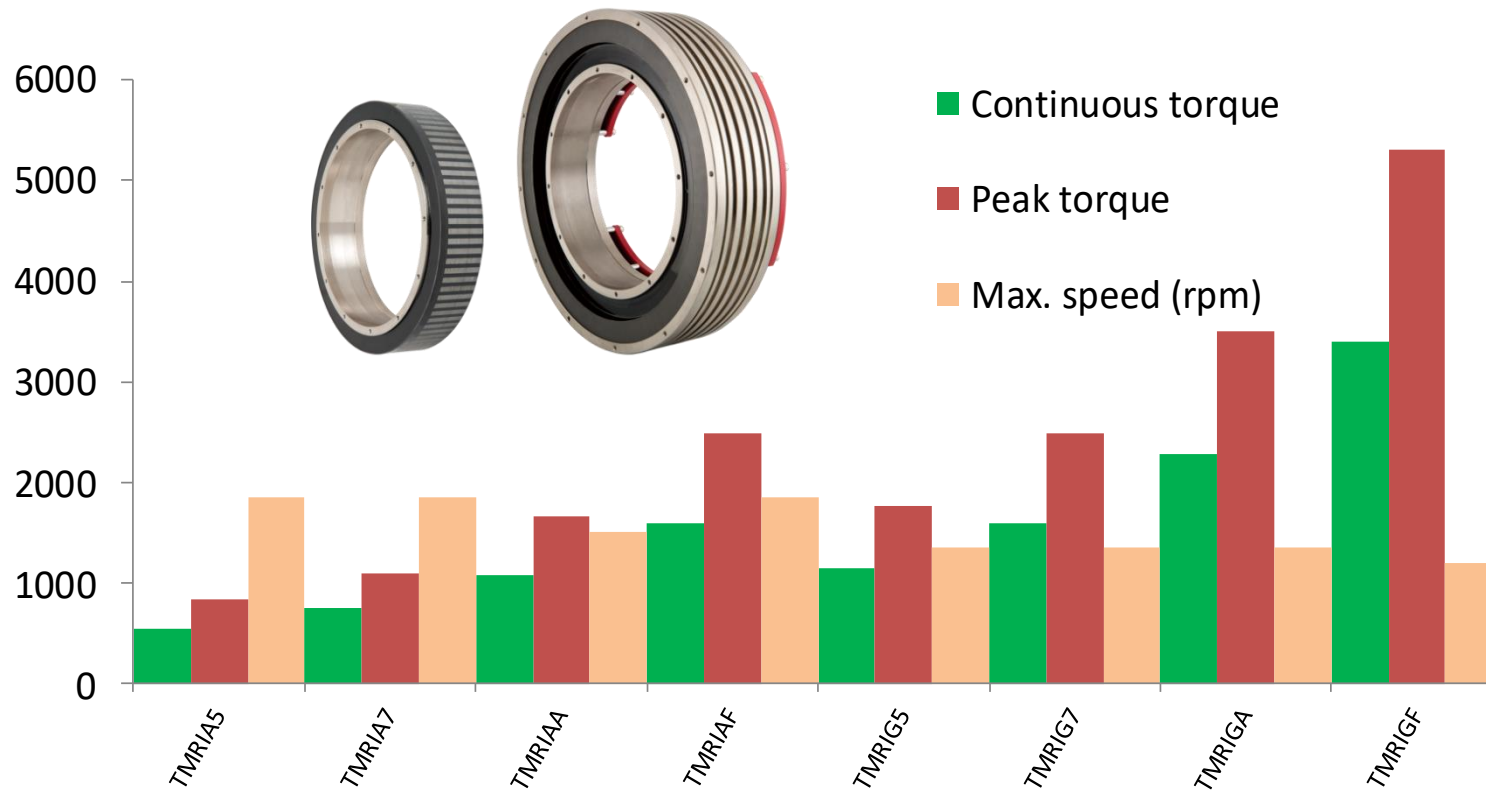 6000
5000
4000
3000
2000
1000
0
Continuous torque
Peak torque
Max. speed (rpm)
TMRIA5
TMRIA7
TMRIAA
TMRIAF
TMRIG5
TMRIG7
TMRIGA
TMRIGF